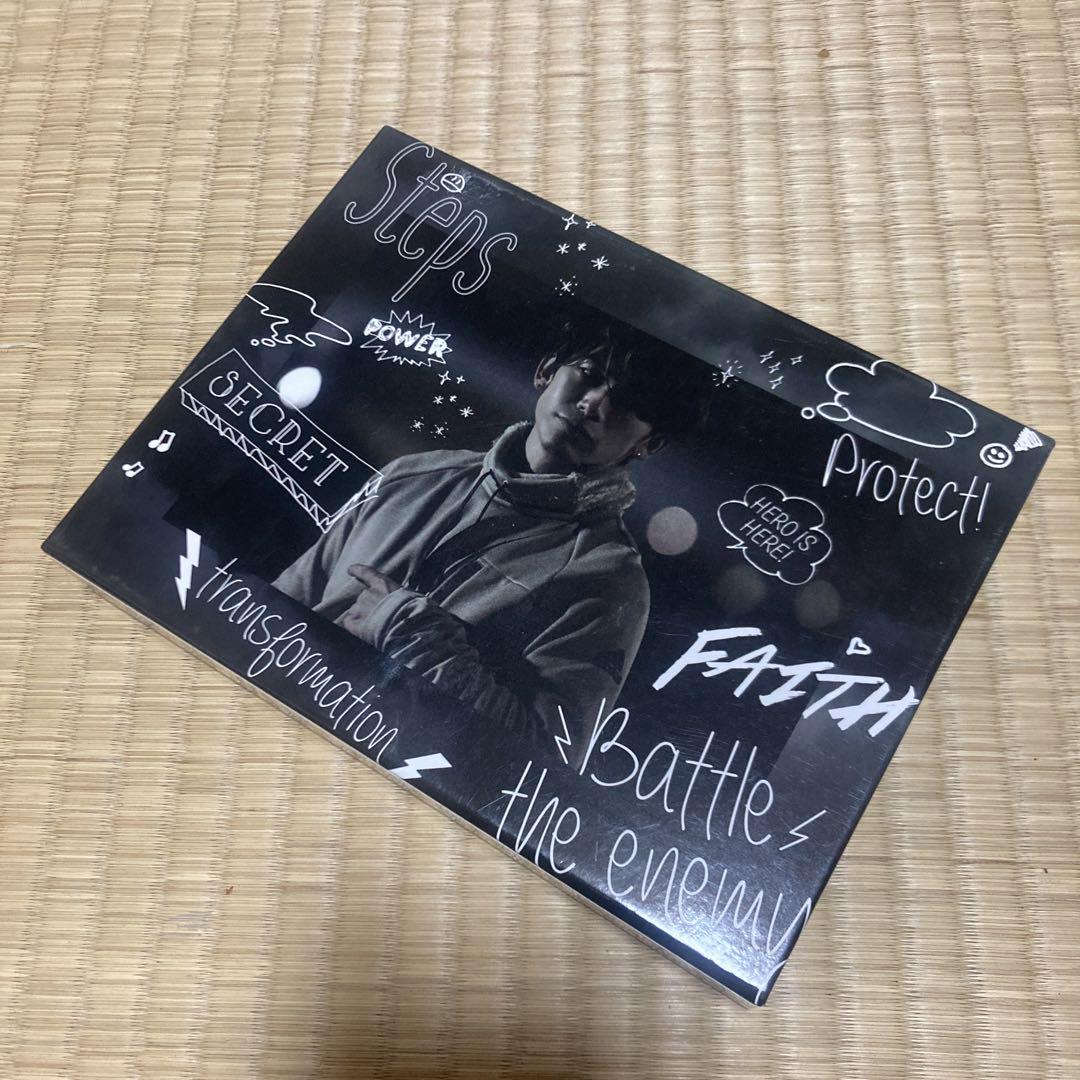 Steps
POWER
SECRET
Protect!
HERO IS
HERE!
transformation
FAITH
Battle
the enemy